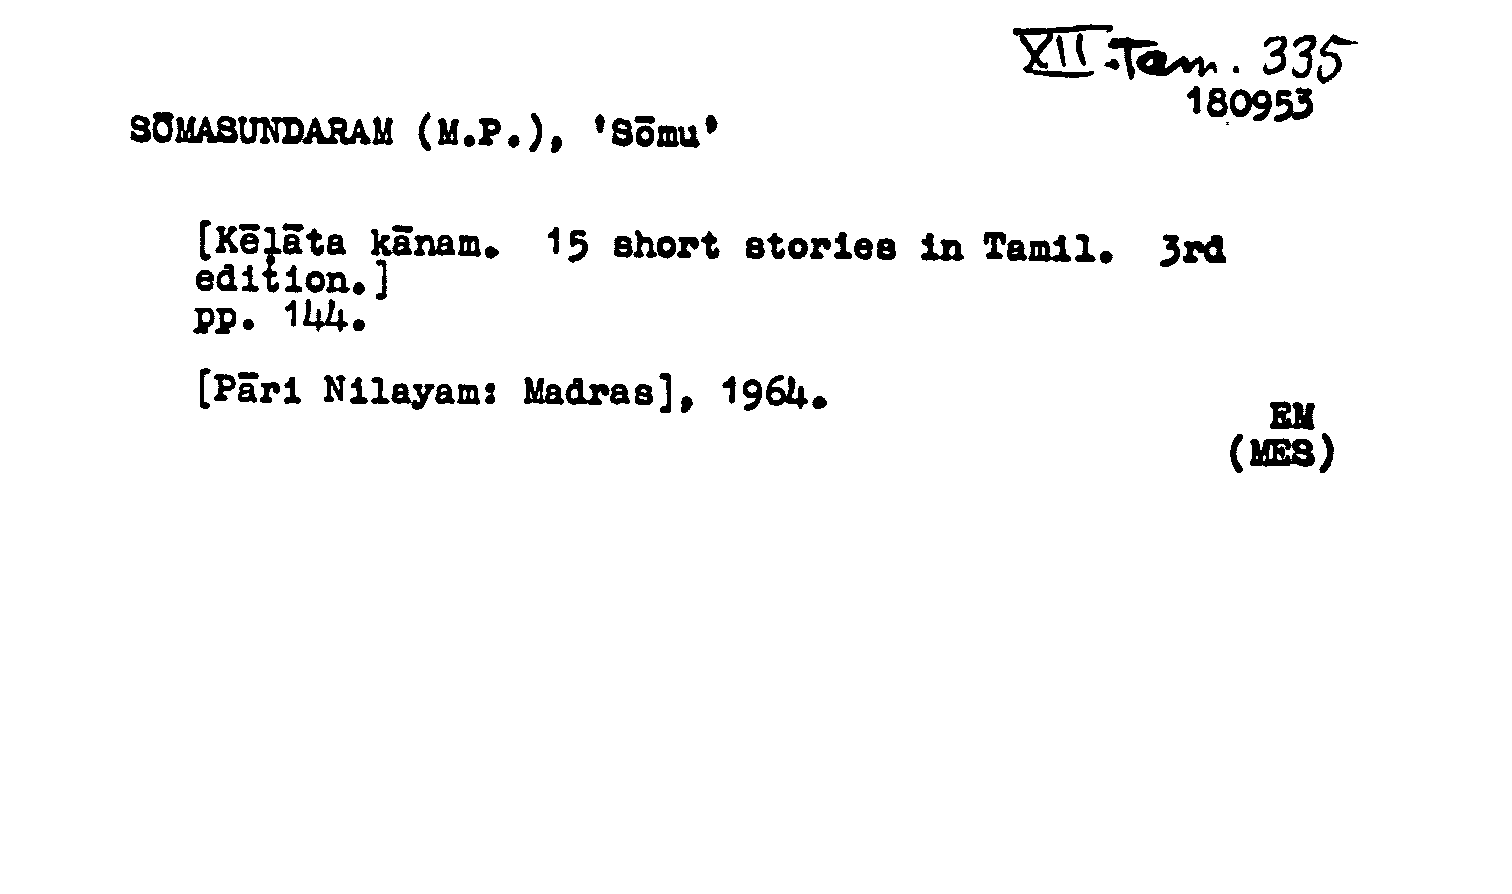 XII.Tam. 335
180953
SŌMASUNDARAM (M.P.), 'Sōmu'
[Kēḷāta kānam. 15 short stories in Tamil. 3rd
edition.]
pp. 144.
[Pāri Nilayam: Madras], 1964.
EM
(MES)